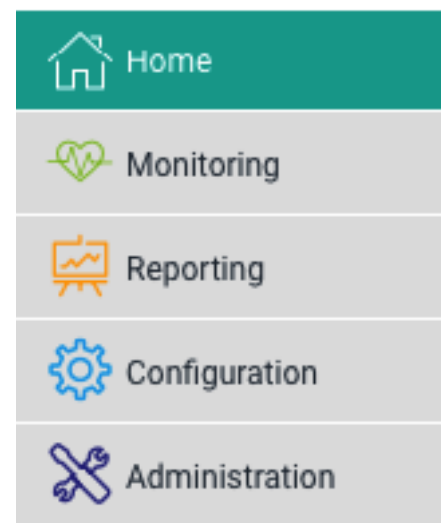 Home
Monitoring
Reporting
Configuration
Administration